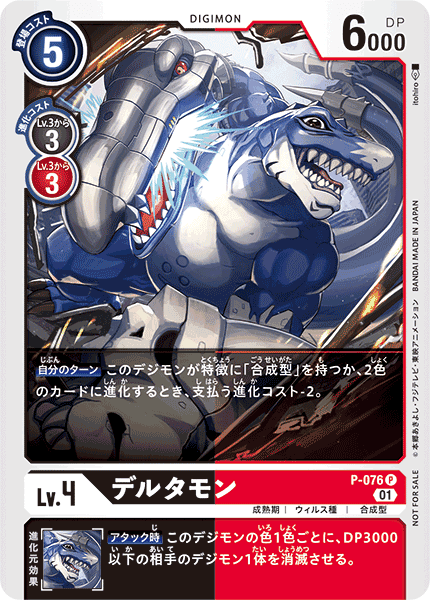 登場コスト
5
DIGIMON
6000
DP
進化コスト
Lv.3から
3
Lv.3から
3
itohiro
©本郷あきよし・フジテレビ・東映アニメーション BANDAI MADE IN JAPAN
自分のターン このデジモンが特徴に「合成型」を持つか、2色
のカードに進化するとき、支払う進化コスト-2。
Lv.4
デルタモン
P-076 P
01
成熟期 | ウィルス種 | 合成型
NOT FOR SALE
進化元効果
アタック時 このデジモンの色1色ごとに、DP3000
以下の相手のデジモン1体を消滅させる。